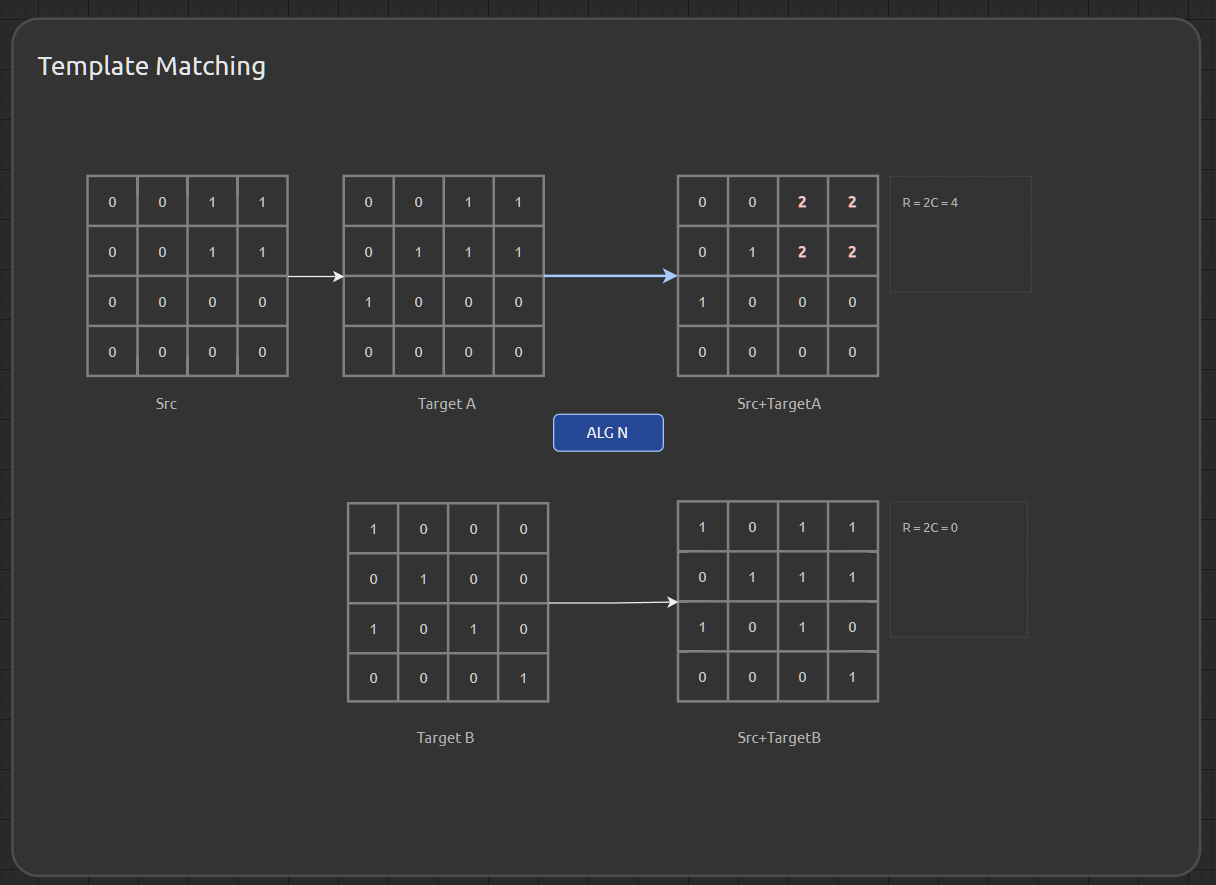 Template Matching
0 0 1 1 0 0 1 1 0 0 2 2 R = 2C = 4
0 0 1 1 0 1 1 1 0 1 2 2
0 0 0 0 1 0 0 0 1 0 0 0
0 0 0 0 0 0 0 0 0 0 0 0
Src Target A Src+TargetA
ALG N
1 0 0 0 1 0 1 1 R = 2C = 0
0 1 0 0 0 1 1 1
1 0 1 0 1 0 1 0
0 0 0 1 0 0 0 1
Target B Src+TargetB